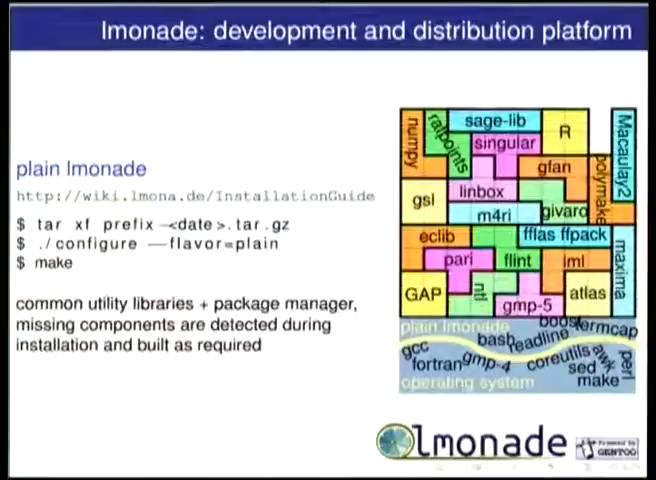 lmonade: development and distribution platform
plain lmonade
http://wiki.lmona.de/InstallationGuide
$ tar xf prefix-<date>.tar.gz
$ ./configure —flavor=plain
$ make
common utility libraries + package manager,
missing components are detected during
installation and built as required
numpy
ratpoints
sage-lib
R
Macaulay2
singular
gfan
polymake
gsl
linbox
m4ri
givaro
eclib
fflas ffpack
maxima
pari
flint
iml
GAP
ntl
gmp-5
atlas
plain lmonade
boost
termcap
bash
readline
gcc
fortran
gmp-4
coreutils
awk
sed
perl
make
operating system
lmonade
Powered by
GENTOO